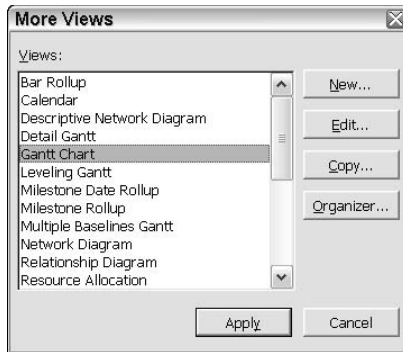 More Views
Views:
Bar Rollup
Calendar
Descriptive Network Diagram
Detail Gantt
Gantt Chart
Leveling Gantt
Milestone Date Rollup
Milestone Rollup
Multiple Baselines Gantt
Network Diagram
Relationship Diagram
Resource Allocation
New...
Edit...
Copy...
Organizer...
Apply
Cancel